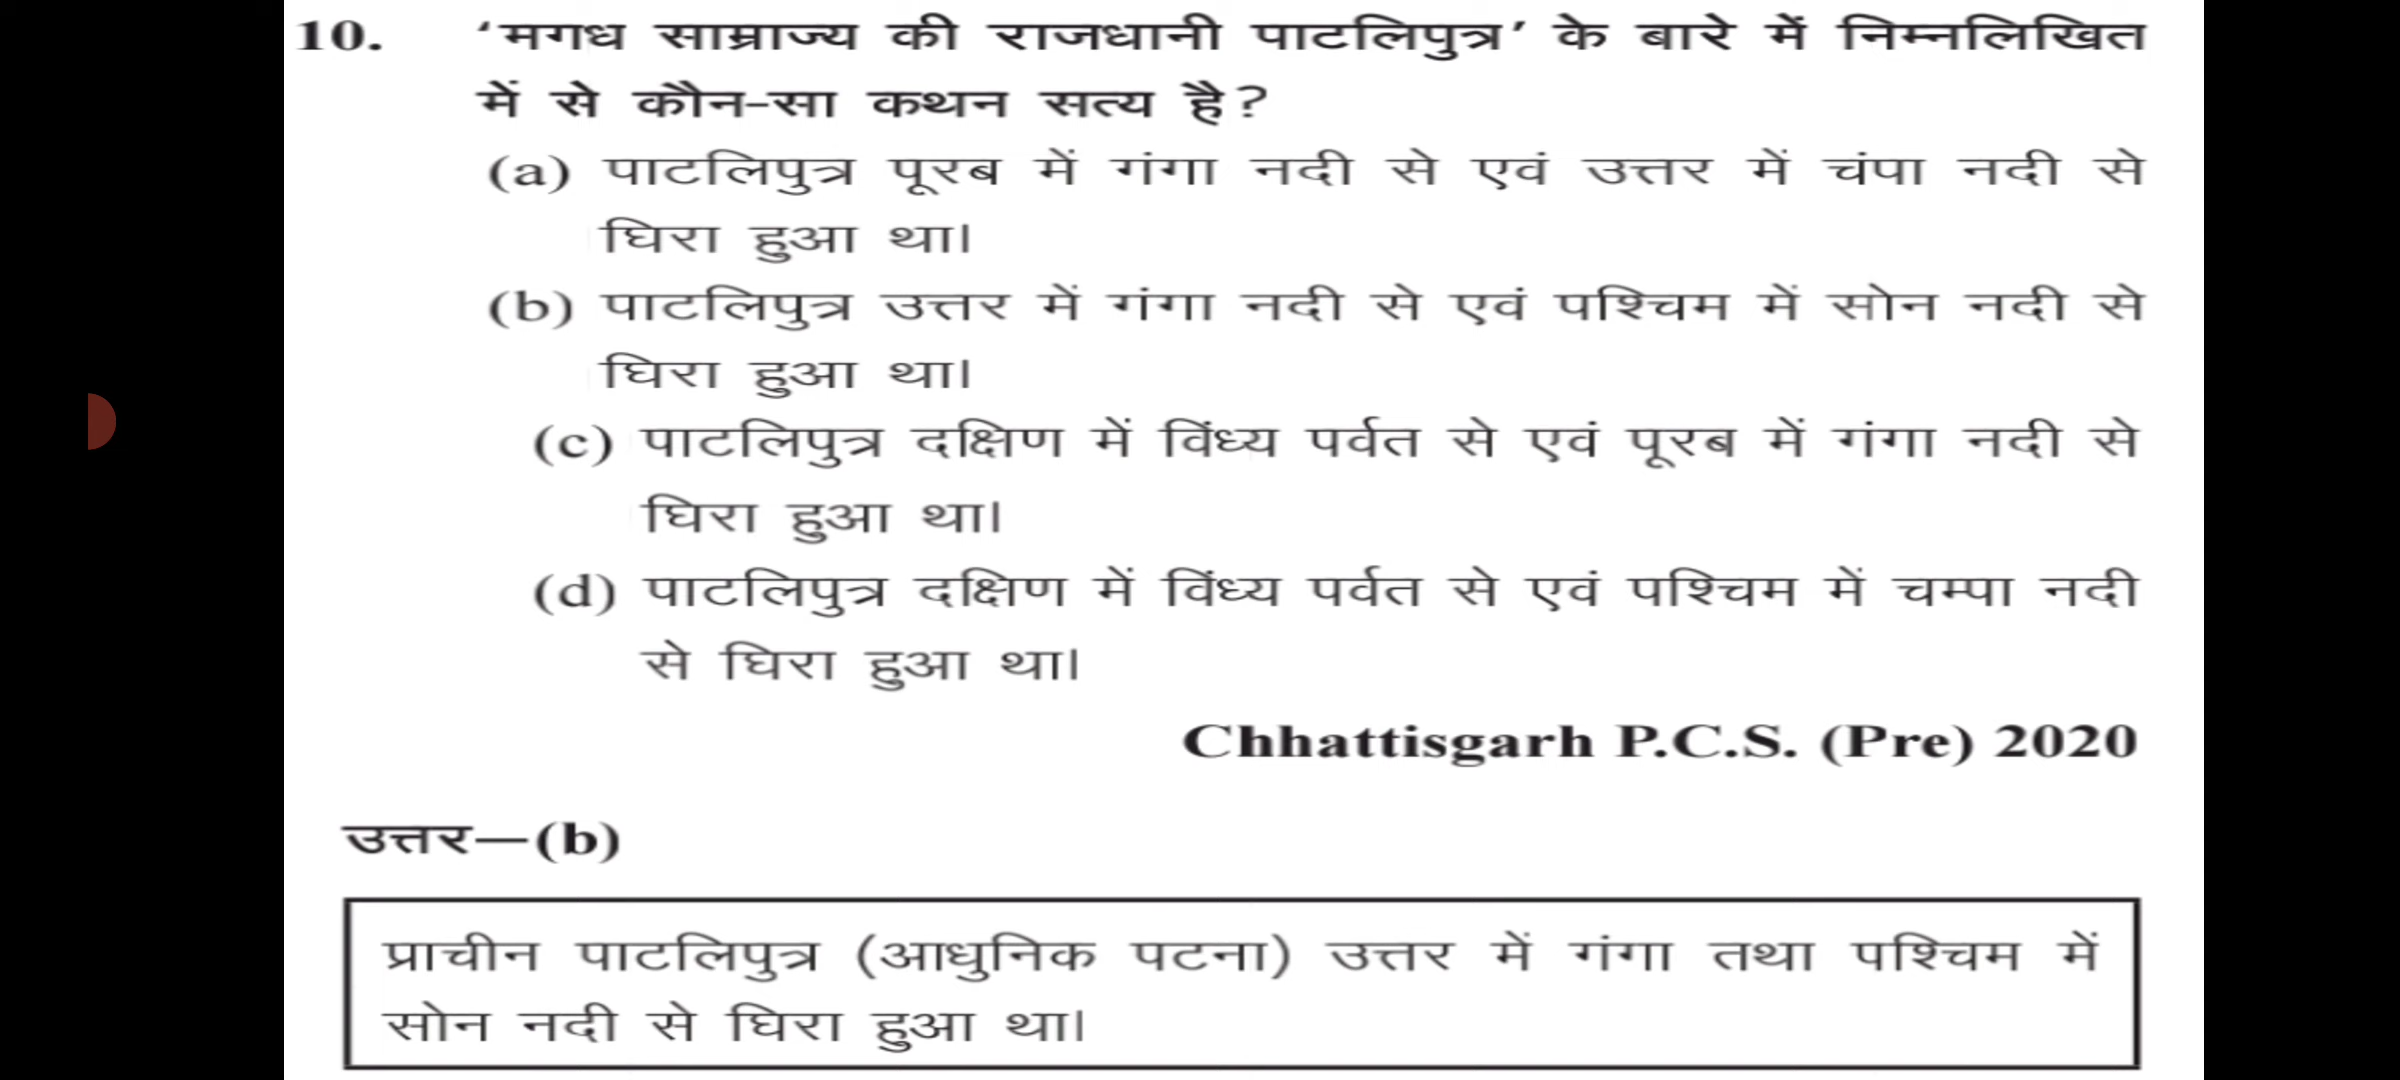 10. ‘मगध साम्राज्य की राजधानी पाटलिपुत्र’ के बारे में निम्नलिखित
में से कौन-सा कथन सत्य है?
(a) पाटलिपुत्र पूरब में गंगा नदी से एवं उत्तर में चंपा नदी से
घिरा हुआ था।
(b) पाटलिपुत्र उत्तर में गंगा नदी से एवं पश्चिम में सोन नदी से
घिरा हुआ था।
(c) पाटलिपुत्र दक्षिण में विंध्य पर्वत से एवं पूरब में गंगा नदी से
घिरा हुआ था।
(d) पाटलिपुत्र दक्षिण में विंध्य पर्वत से एवं पश्चिम में चम्पा नदी
से घिरा हुआ था।
Chhattisgarh P.C.S. (Pre) 2020
उत्तर—(b)
प्राचीन पाटलिपुत्र (आधुनिक पटना) उत्तर में गंगा तथा पश्चिम में
सोन नदी से घिरा हुआ था।